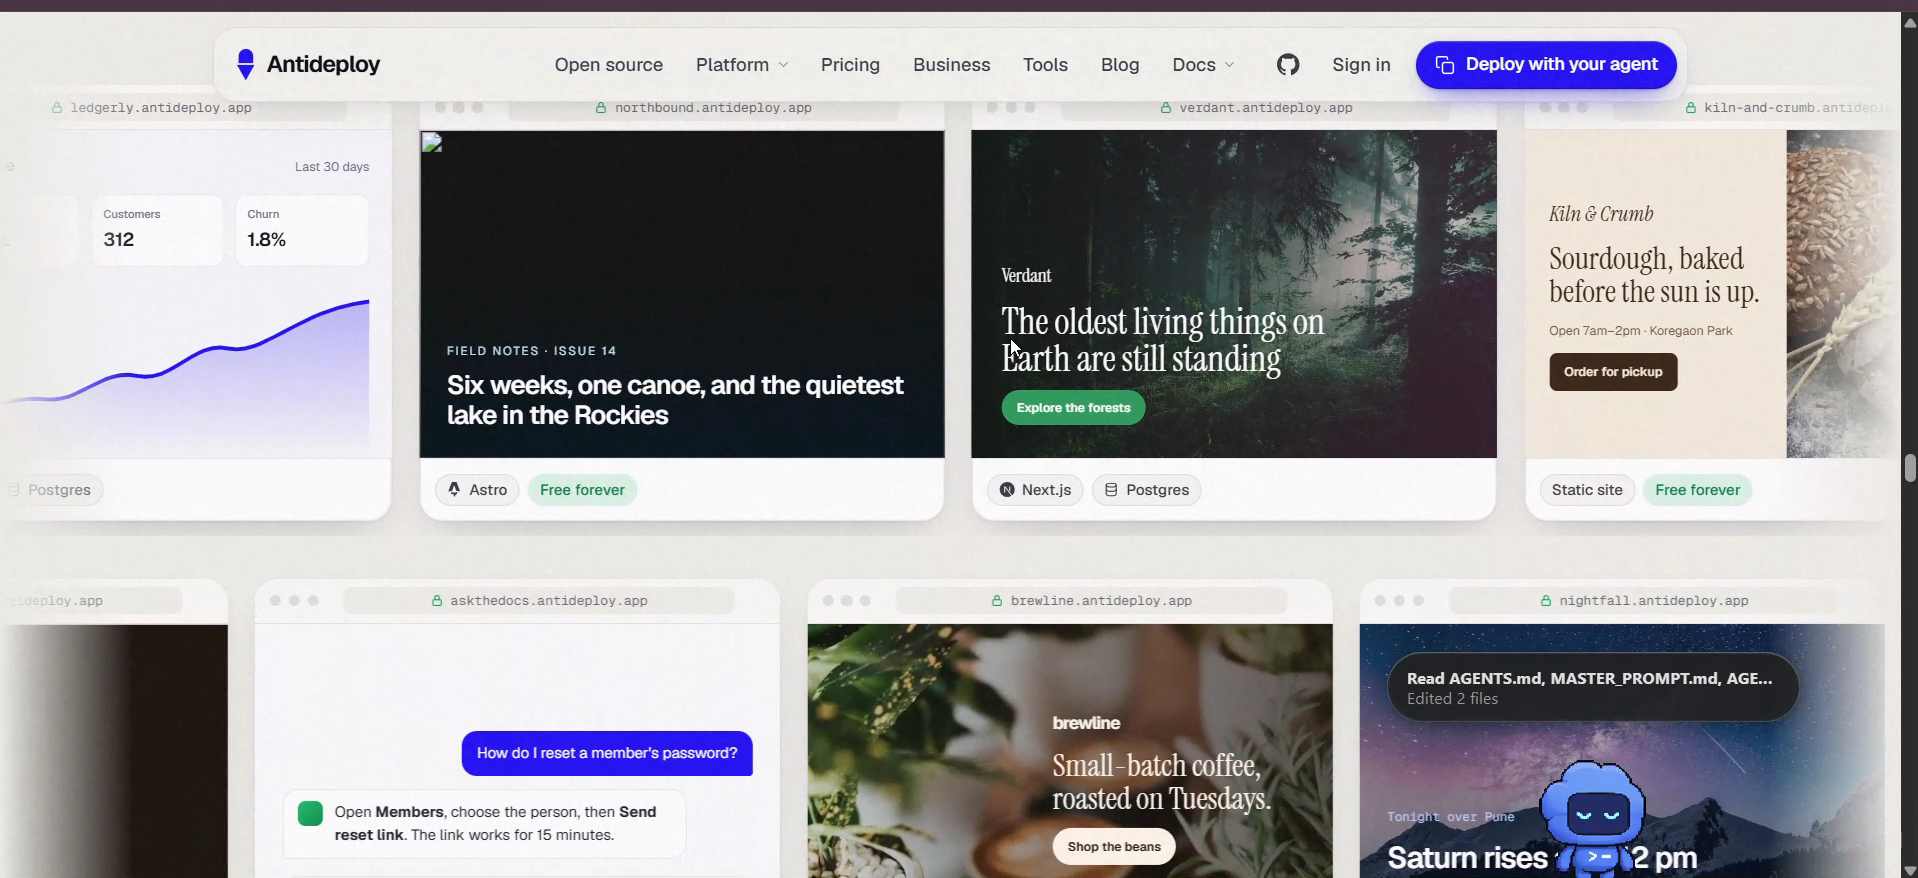 Antideploy
Open source
Platform
Pricing
Business
Tools
Blog
Docs
Sign in
Deploy with your agent
ledgerly.antideploy.app
northbound.antideploy.app
verdant.antideploy.app
kiln-and-crumb.antideplo
Last 30 days
Customers
312
Churn
1.8%
Postgres
FIELD NOTES · ISSUE 14
Six weeks, one canoe, and the quietest
lake in the Rockies
Astro
Free forever
Verdant
The oldest living things on
Earth are still standing
Explore the forests
Next.js
Postgres
Kiln & Crumb
Sourdough, baked
before the sun is up.
Open 7am–2pm · Koregaon Park
Order for pickup
Static site
Free forever
ideploy.app
askthedocs.antideploy.app
brewline.antideploy.app
nightfall.antideploy.app
How do I reset a member's password?
Open Members, choose the person, then Send
reset link. The link works for 15 minutes.
brewline
Small-batch coffee,
roasted on Tuesdays.
Shop the beans
Read AGENTS.md, MASTER_PROMPT.md, AGE...
Edited 2 files
Tonight over Pune
Saturn rises
2 pm